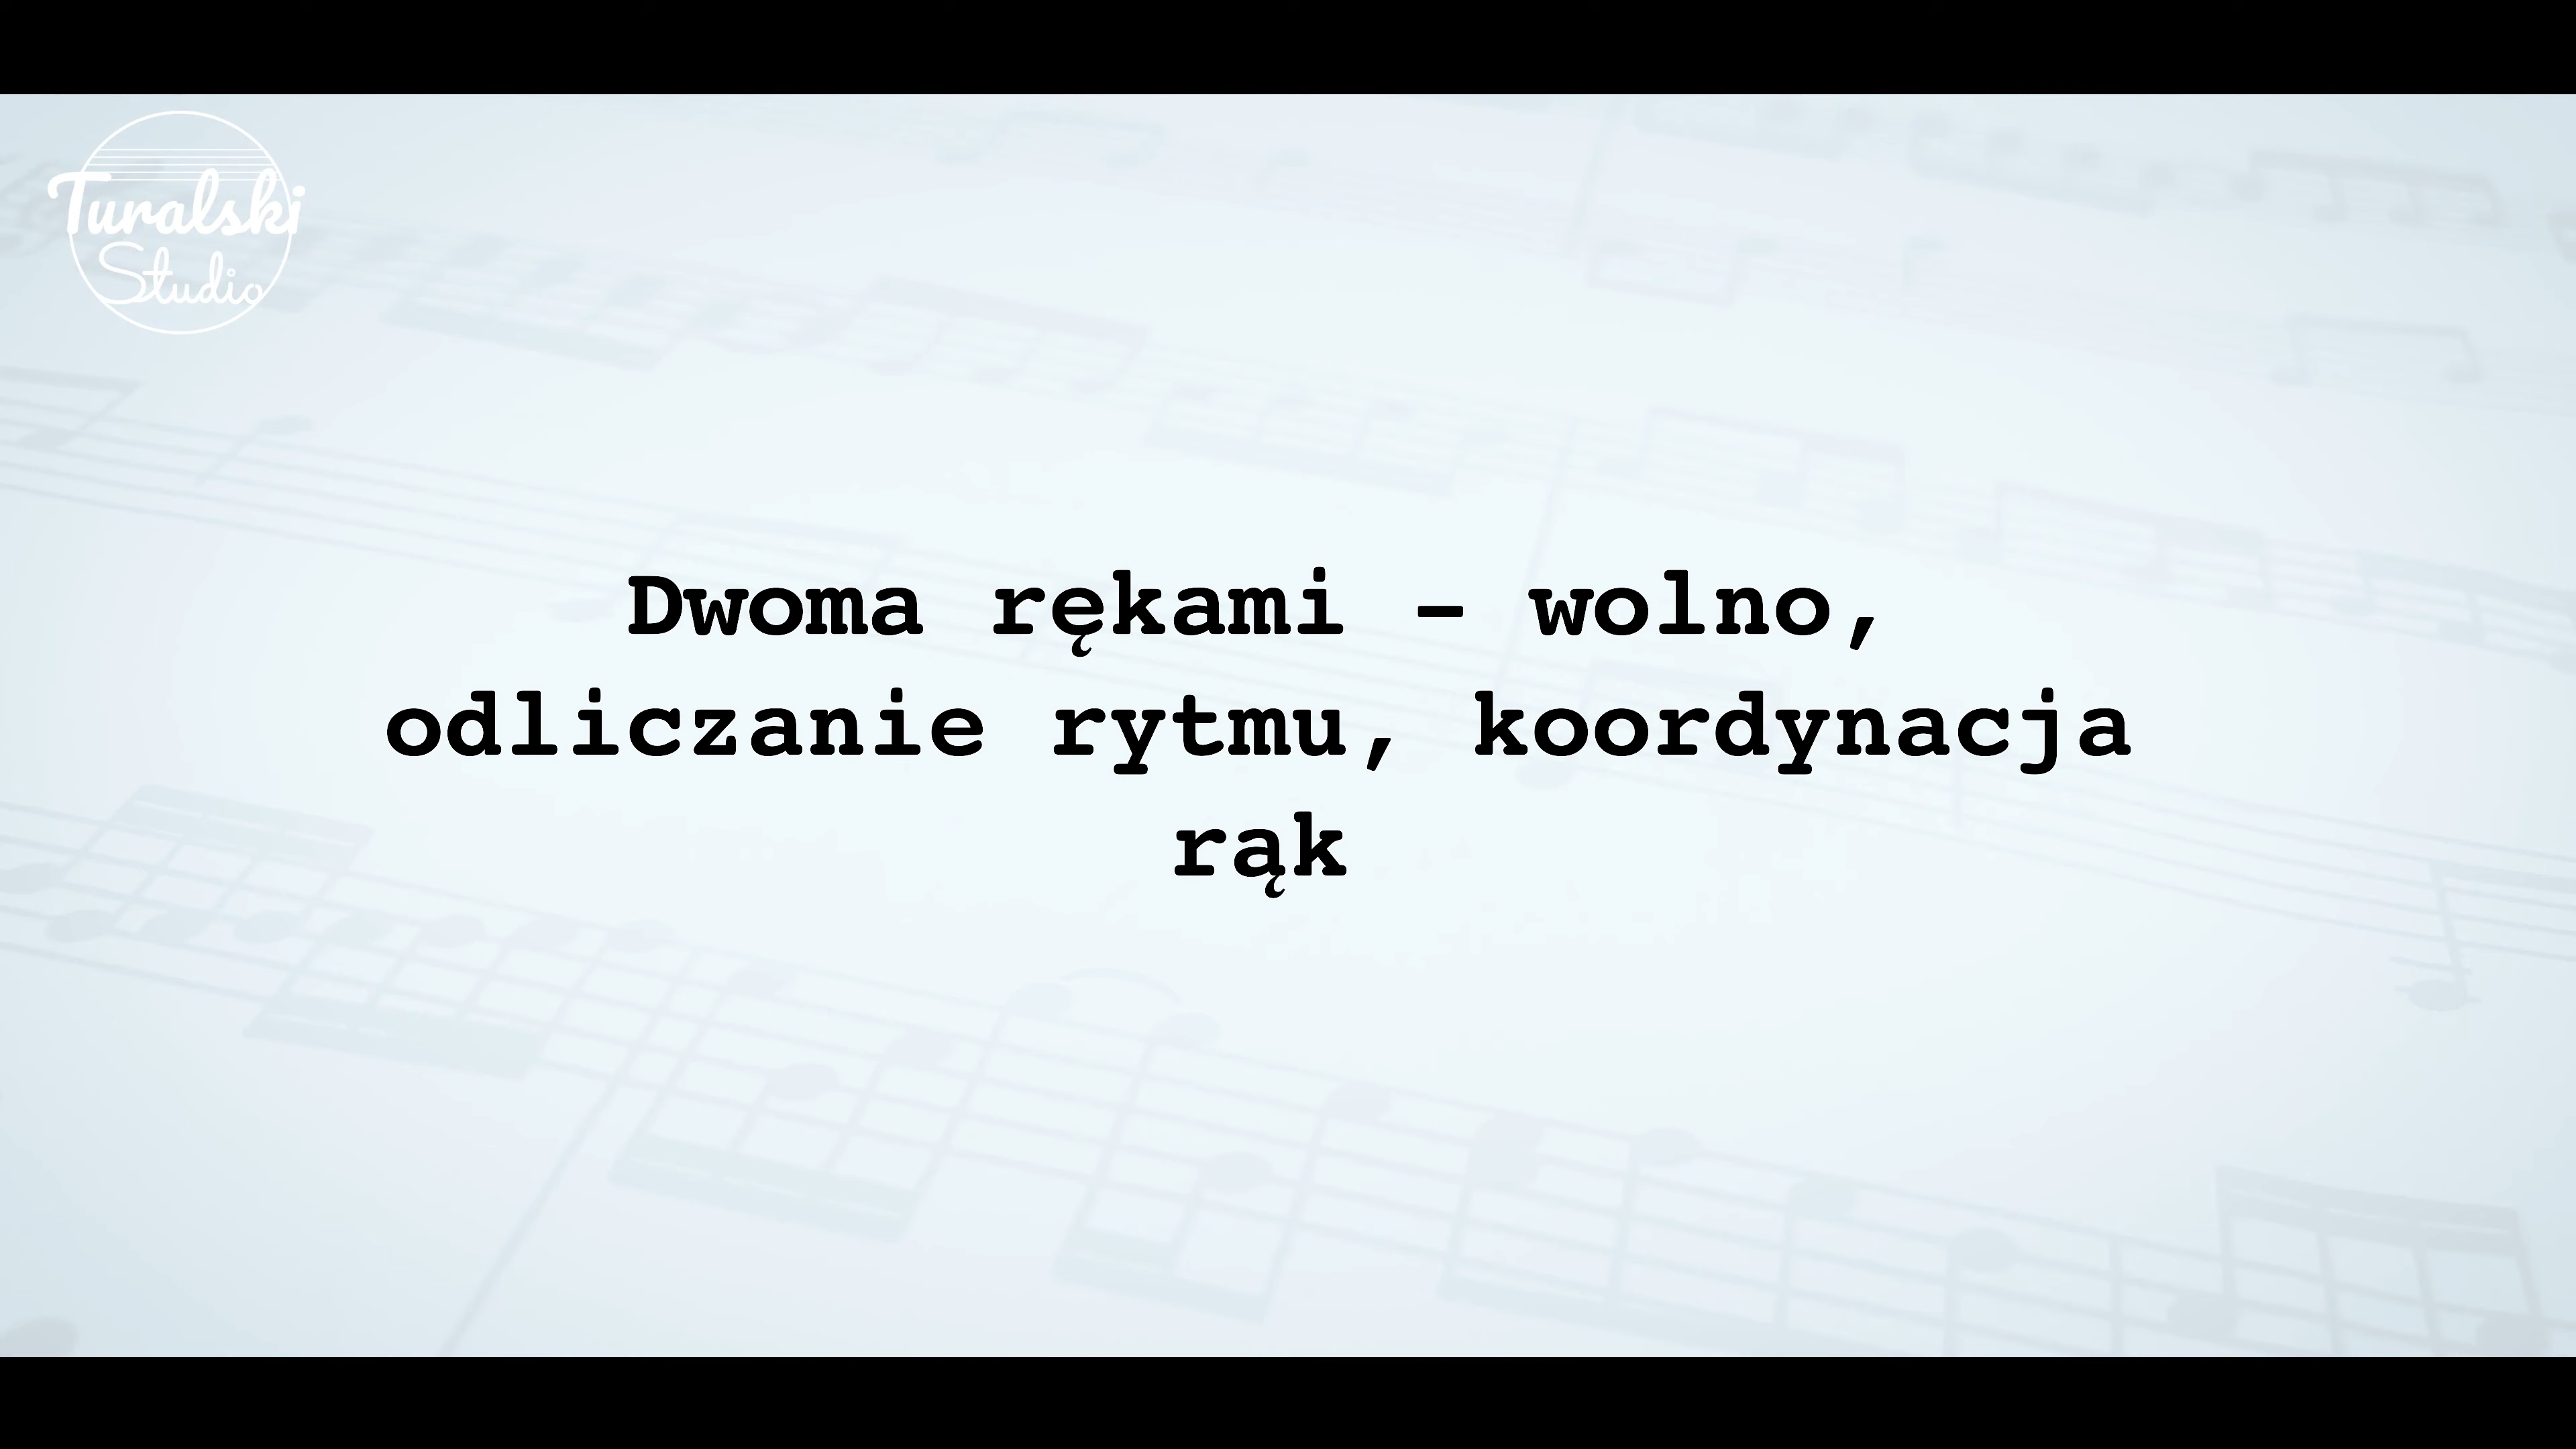 Turalski
Studio
Dwoma rękami – wolno,
odliczanie rytmu, koordynacja
rąk